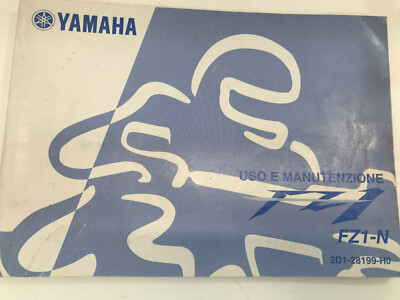 YAMAHA
USO E MANUTENZIONE
FZ1
FZ1-N
2D1-28199-H0